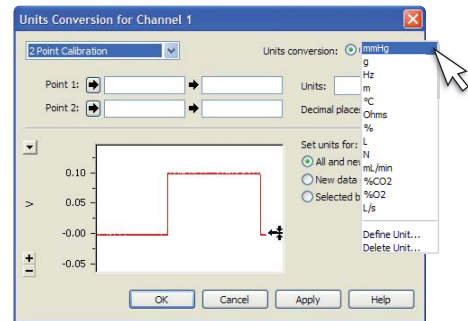 Units Conversion for Channel 1
2 Point Calibration
Units conversion:
mmHg
g
Hz
m
°C
Ohms
%
L
N
mL/min
%CO2
%O2
L/s
Define Unit...
Delete Unit...
Point 1:
Point 2:
Units:
Decimal place
Set units for:
All and ne
New data
Selected b
V
0.10
0.05
-0.00
-0.05
+
-
OK
Cancel
Apply
Help